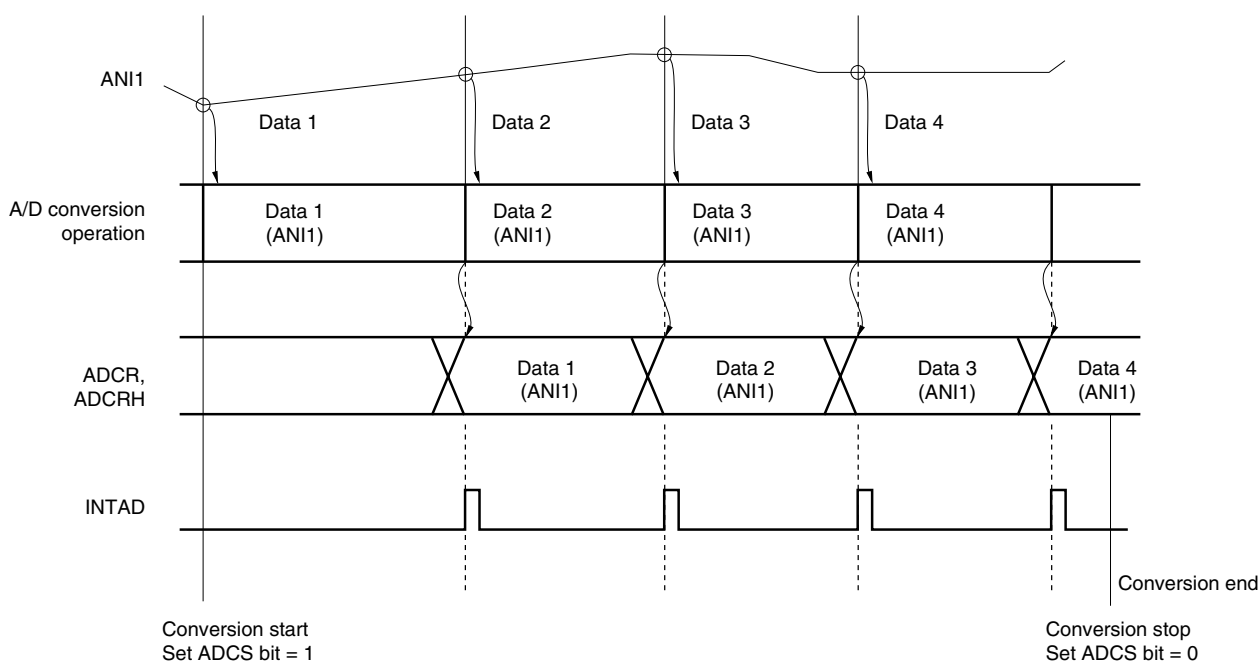 ANI1
Data 1
Data 2
Data 3
Data 4
A/D conversion
operation
Data 1
(ANI1)
Data 2
(ANI1)
Data 3
(ANI1)
Data 4
(ANI1)
ADCR,
ADCRH
Data 1
(ANI1)
Data 2
(ANI1)
Data 3
(ANI1)
Data 4
(ANI1)
INTAD
Conversion end
Conversion start
Set ADCS bit = 1
Conversion stop
Set ADCS bit = 0